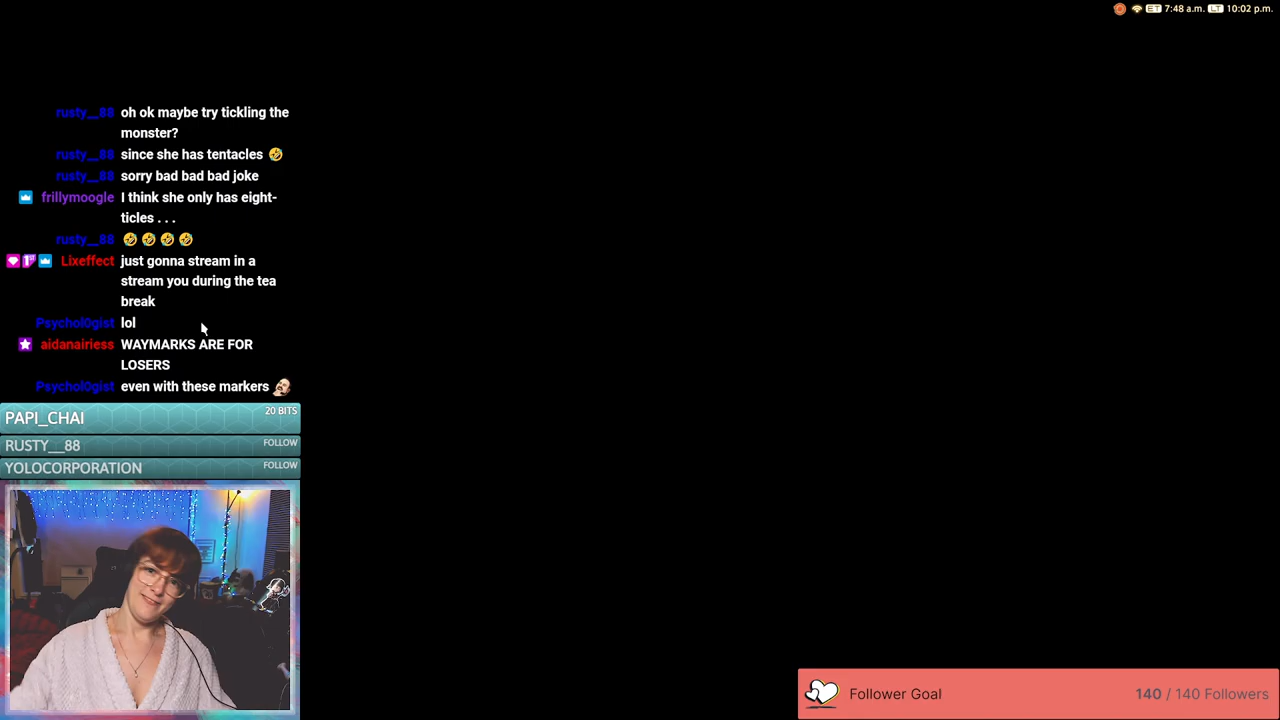 ET 7:48 a.m. LT 10:02 p.m.
rusty__88 oh ok maybe try tickling the
monster?
rusty__88 since she has tentacles 🤣
rusty__88 sorry bad bad bad joke
frillymoogle I think she only has eight-
ticles . . .
rusty__88 🤣 🤣 🤣 🤣
Lixeffect just gonna stream in a
stream you during the tea
break
Psychol0gist lol
aidanairiess WAYMARKS ARE FOR
LOSERS
Psychol0gist even with these markers
PAPI_CHAI 20 BITS
RUSTY__88 FOLLOW
YOLOCORPORATION FOLLOW
Follower Goal 140 / 140 Followers